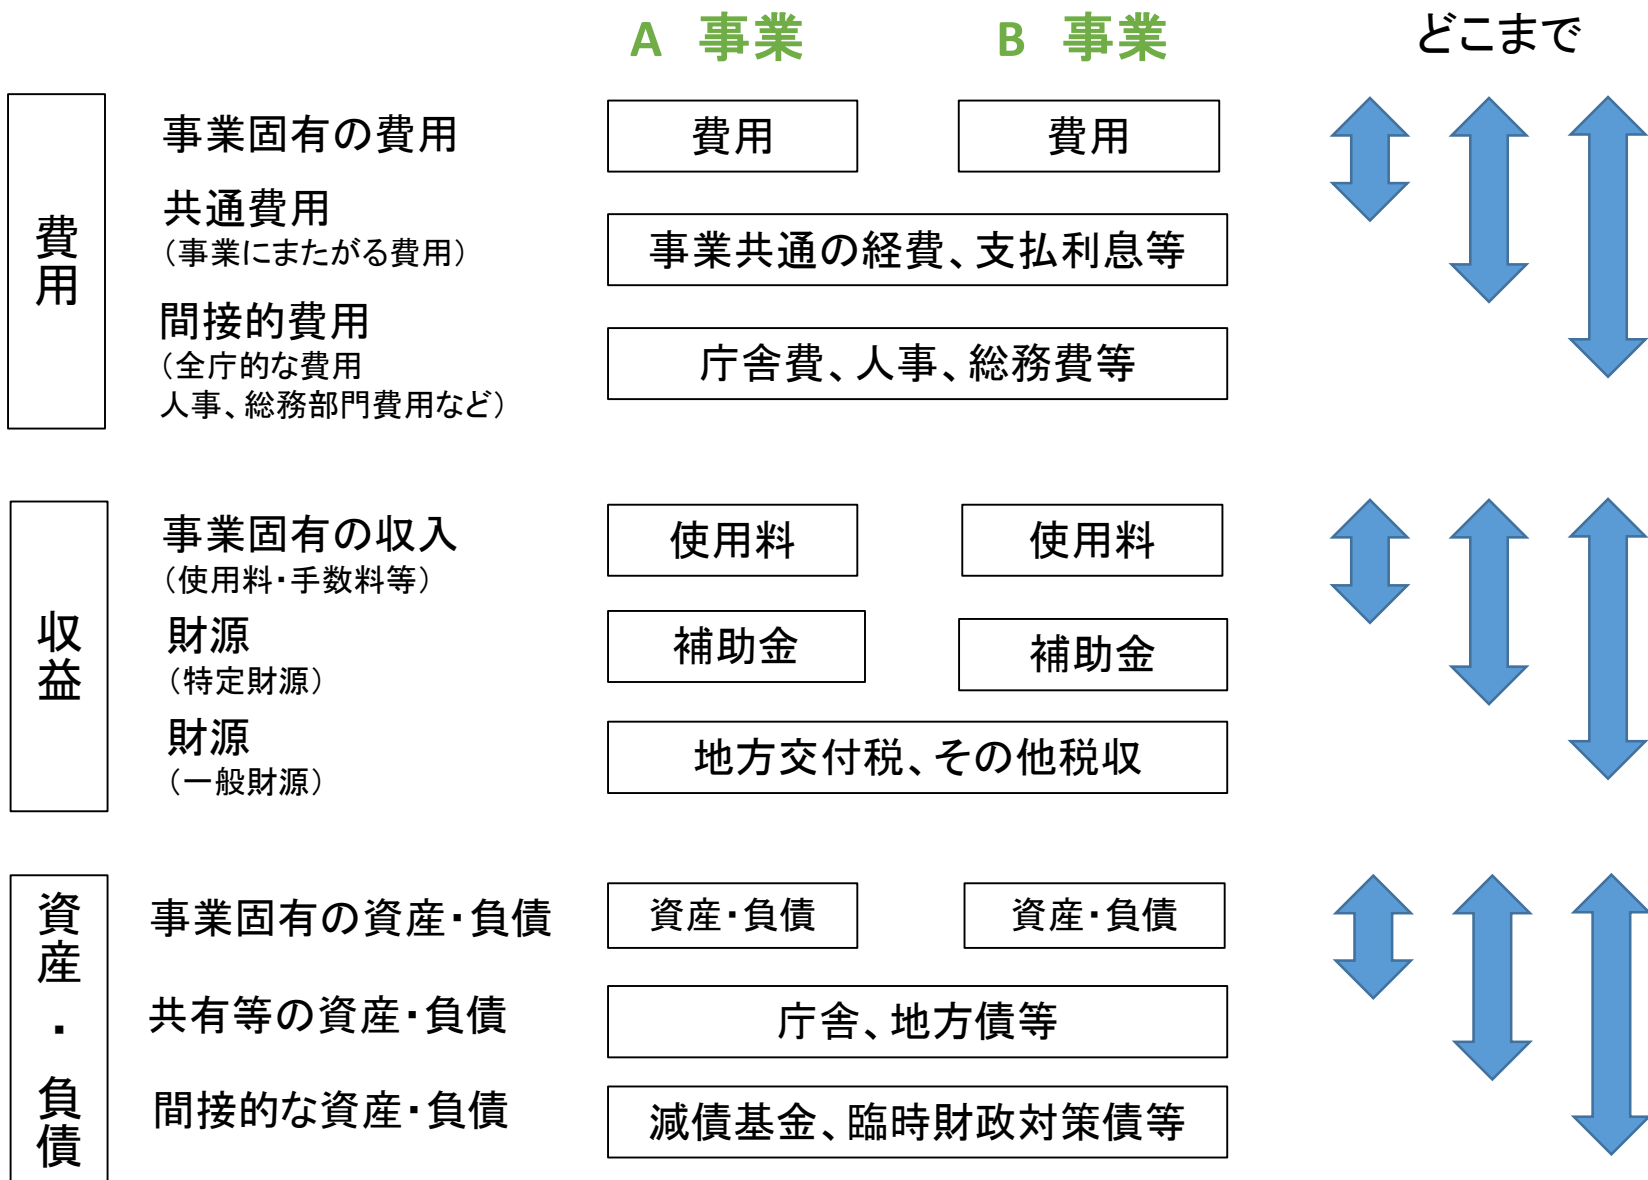 A 事業 B 事業 どこまで
費用
事業固有の費用 費用 費用
共通費用
（事業にまたがる費用） 事業共通の経費、支払利息等
間接的費用
（全庁的な費用
人事、総務部門費用など） 庁舎費、人事、総務費等
収益
事業固有の収入 使用料 使用料
（使用料・手数料等）
財源 補助金 補助金
（特定財源）
財源 地方交付税、その他税収
（一般財源）
資産・負債
事業固有の資産・負債 資産・負債 資産・負債
共有等の資産・負債 庁舎、地方債等
間接的な資産・負債 減債基金、臨時財政対策債等